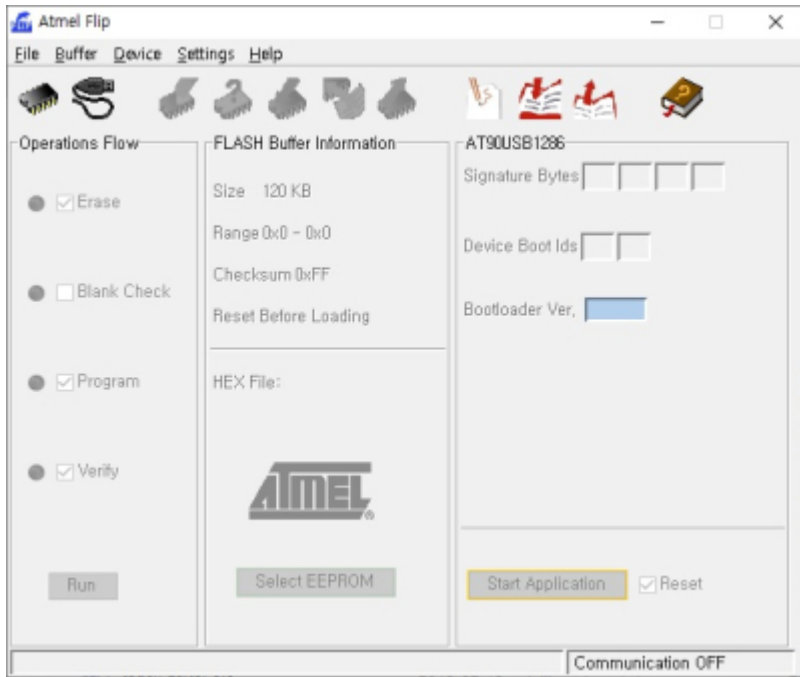 Atmel Flip
File Buffer Device Settings Help
Operations Flow
Erase
Blank Check
Program
Verify
Run
FLASH Buffer Information
Size 120 KB
Range 0x0 - 0x0
Checksum 0xFF
Reset Before Loading
HEX File:
ATMEL
Select EEPROM
AT90USB1286
Signature Bytes
Device Boot Ids
Bootloader Ver.
Start Application
Reset
Communication OFF